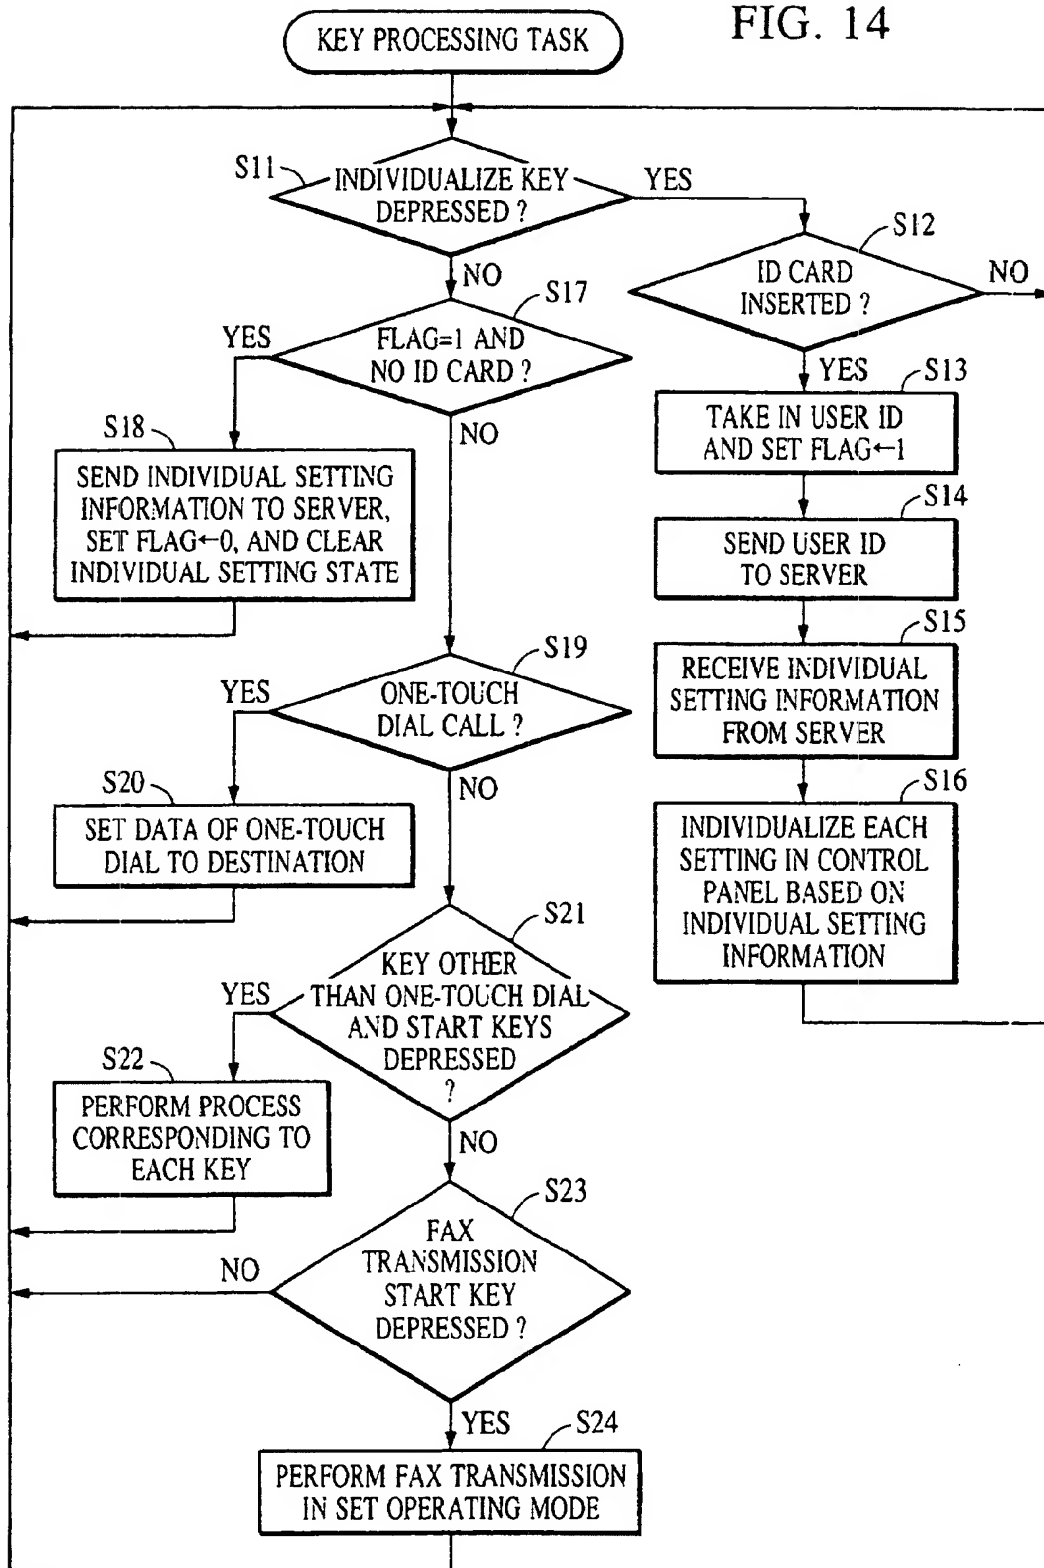 FIG. 14
KEY PROCESSING TASK
S11
INDIVIDUALIZE KEY
DEPRESSED ?
YES
NO
S12
ID CARD
INSERTED ?
NO
YES
S13
TAKE IN USER ID
AND SET FLAG←1
S14
SEND USER ID
TO SERVER
S15
RECEIVE INDIVIDUAL
SETTING INFORMATION
FROM SERVER
S16
INDIVIDUALIZE EACH
SETTING IN CONTROL
PANEL BASED ON
INDIVIDUAL SETTING
INFORMATION
S17
FLAG=1 AND
NO ID CARD ?
YES
NO
S18
SEND INDIVIDUAL SETTING
INFORMATION TO SERVER,
SET FLAG←0, AND CLEAR
INDIVIDUAL SETTING STATE
S19
ONE-TOUCH
DIAL CALL ?
YES
NO
S20
SET DATA OF ONE-TOUCH
DIAL TO DESTINATION
S21
KEY OTHER
THAN ONE-TOUCH DIAL
AND START KEYS
DEPRESSED
?
YES
NO
S22
PERFORM PROCESS
CORRESPONDING TO
EACH KEY
S23
FAX
TRANSMISSION
START KEY
DEPRESSED ?
NO
YES
S24
PERFORM FAX TRANSMISSION
IN SET OPERATING MODE